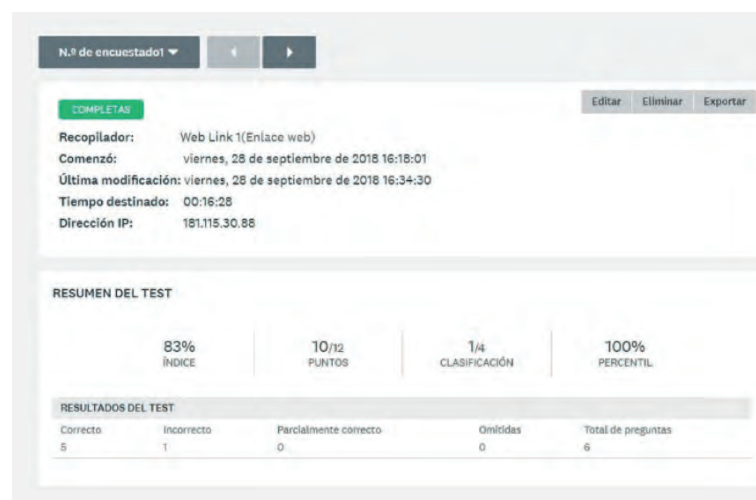 N.º de encuestado1
Editar Eliminar Exportar
COMPLETAS
Recopilador: Web Link 1(Enlace web)
Comenzó: viernes, 28 de septiembre de 2018 16:18:01
Última modificación: viernes, 28 de septiembre de 2018 16:34:30
Tiempo destinado: 00:16:28
Dirección IP: 181.115.30.88
RESUMEN DEL TEST
83% 10/12 1/4 100%
ÍNDICE PUNTOS CLASIFICACIÓN PERCENTIL
RESULTADOS DEL TEST
Correcto Incorrecto Parcialmente correcto Omitidas Total de preguntas
5 1 0 0 6